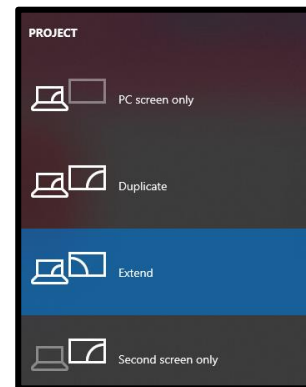 PROJECT
PC screen only
Duplicate
Extend
Second screen only